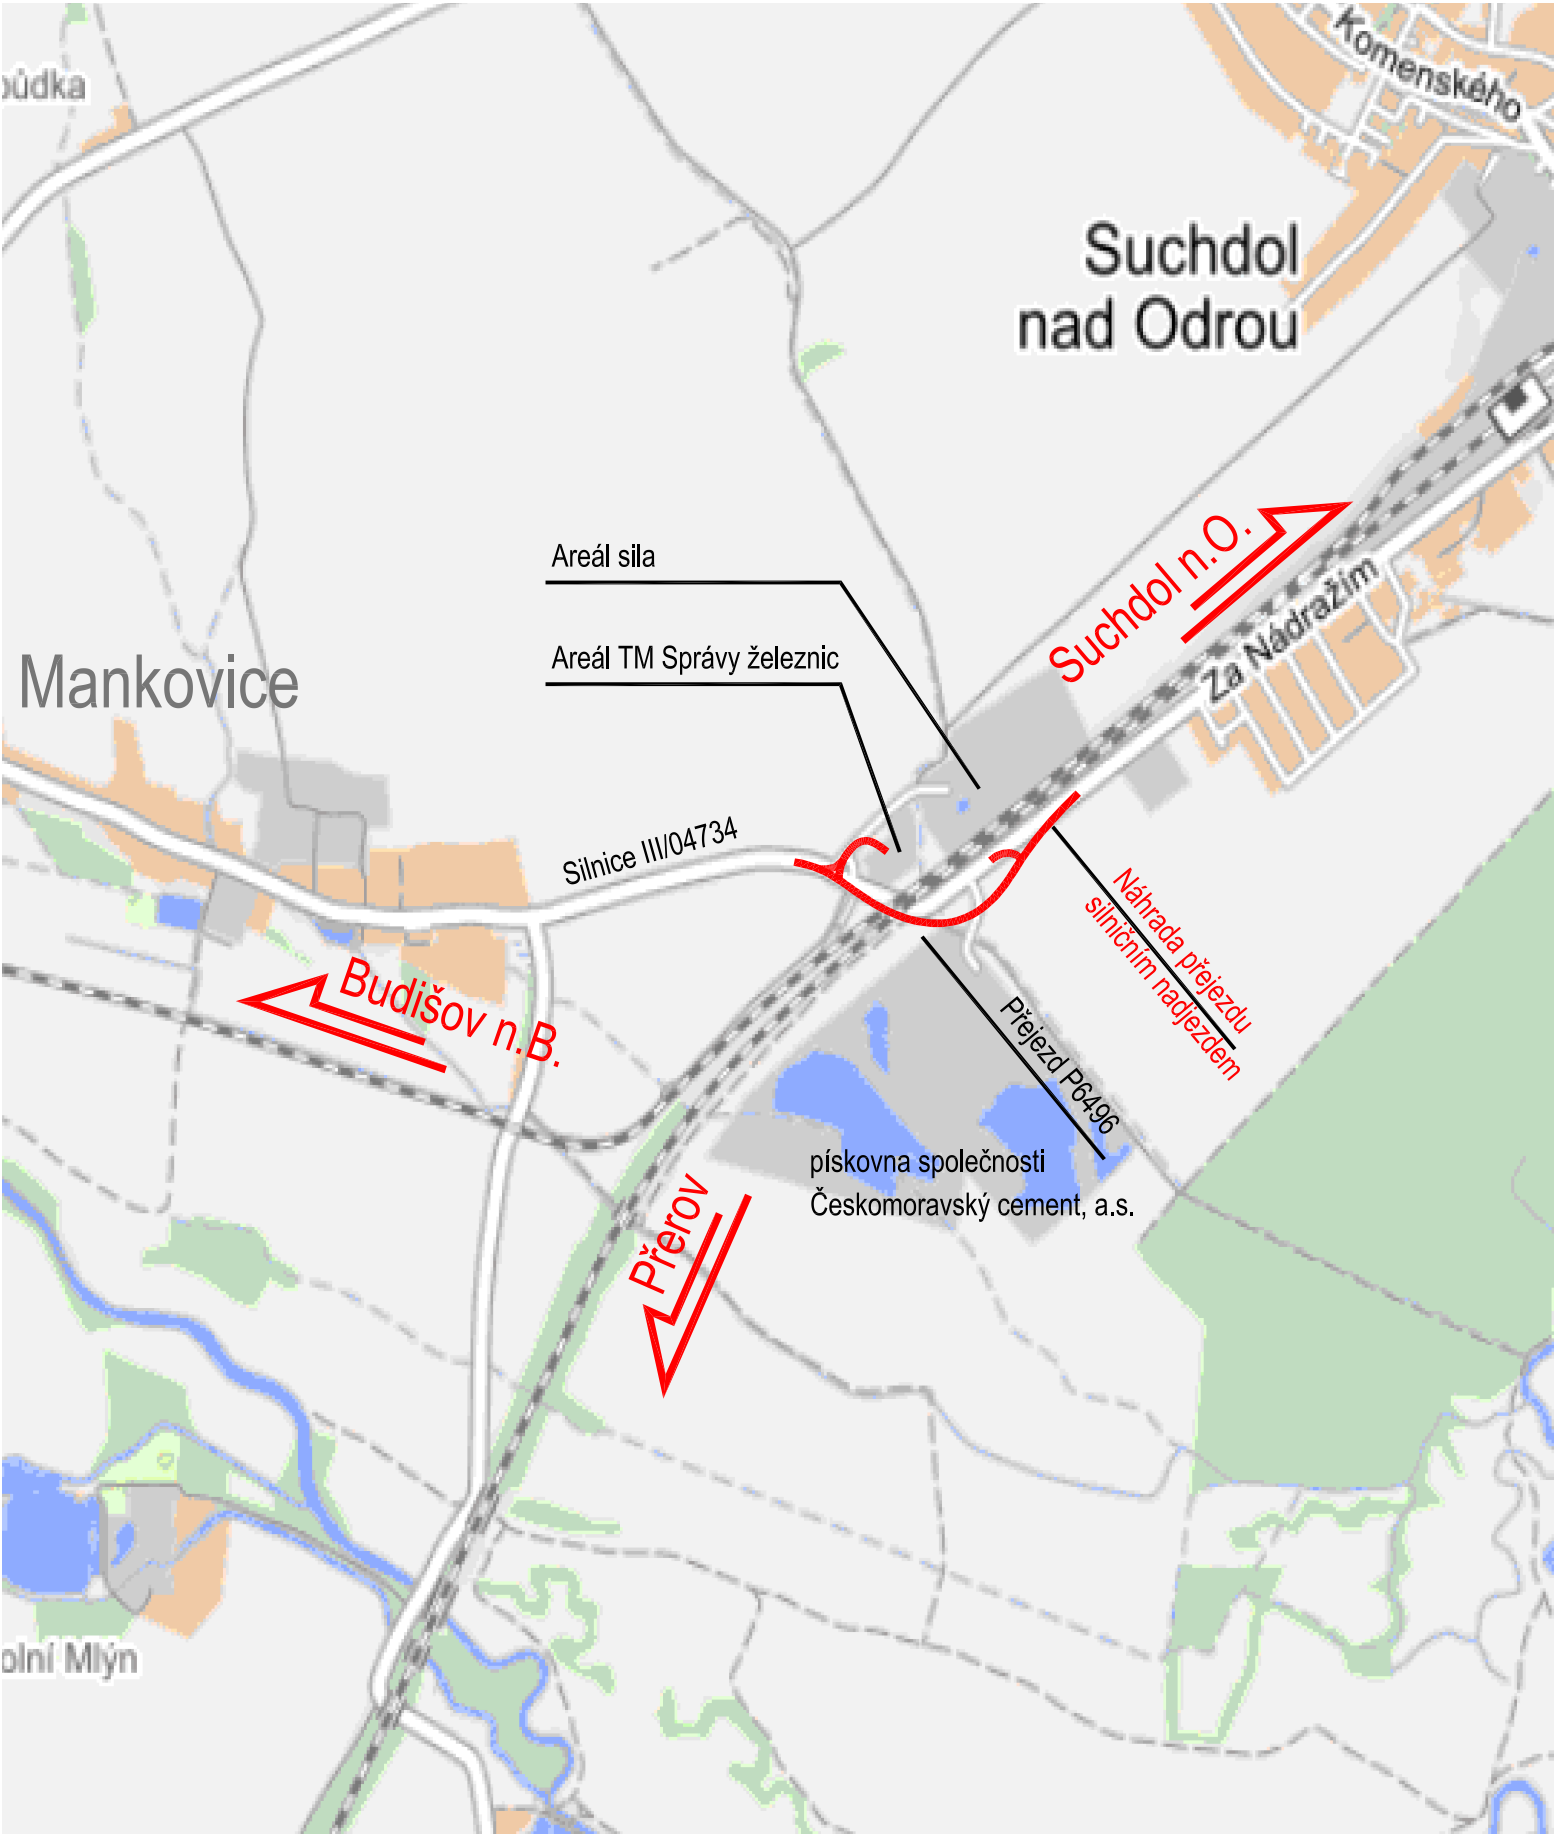 Komenského
ůdka
Suchdol
nad Odrou
Suchdol n.O.
Areál sila
Za Nádražím
Areál TM Správy železnic
Mankovice
Silnice III/04734
Náhrada přejezdu
silničním nadjezdem
Budišov n.B.
Přejezd P6496
pískovna společnosti
Českomoravský cement, a.s.
Přerov
olní Mlýn